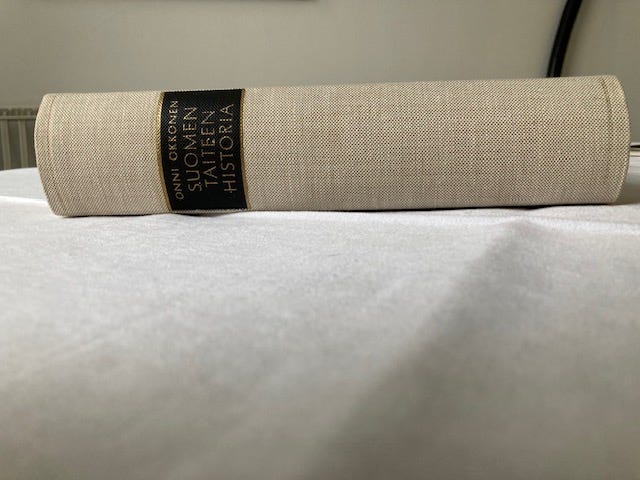 ONNI OKKONEN
SUOMEN
TAITEEN
HISTORIA